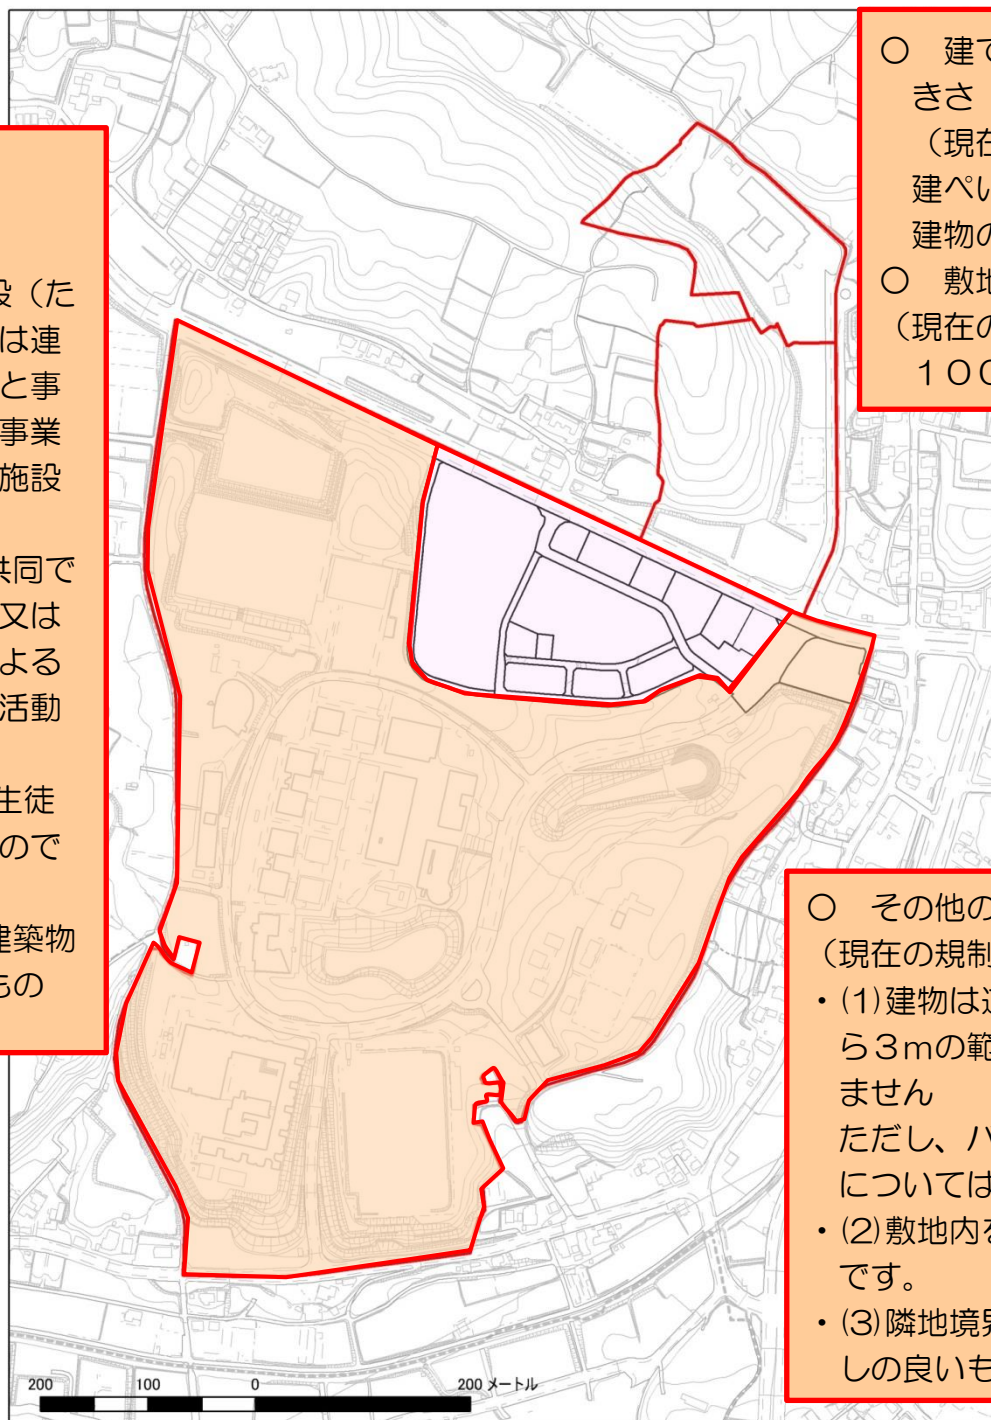 設（た
は連
と事
事業
施設
共同で
又は
よる
活動
生徒
ので
建築物
もの
○　建て
きさ
（現在
建ぺい
建物の
○　敷地
（現在の
１００
○　その他の
（現在の規制
・(1)建物は道
ら３ｍの範
ません
ただし、ハ
については
・(2)敷地内を
です。
・(3)隣地境界
しの良いも
200 100 0 200 メートル